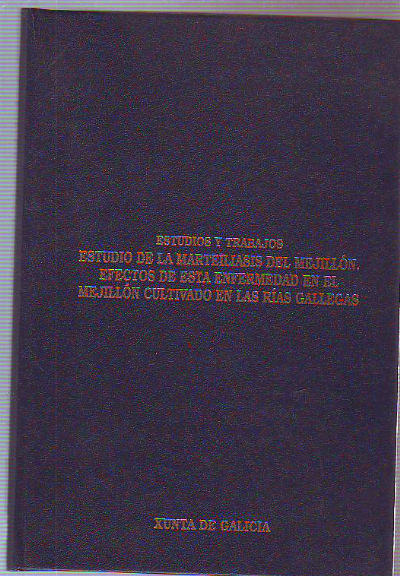 ESTUDIOS Y TRABAJOS
ESTUDIO DE LA MARTEILIASIS DEL MEJILLÓN.
EFECTOS DE ESTA ENFERMEDAD EN EL
MEJILLÓN CULTIVADO EN LAS RÍAS GALLEGAS
XUNTA DE GALICIA